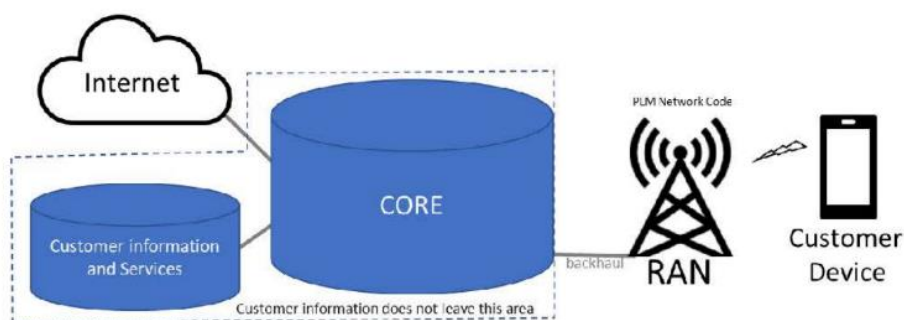 Internet
PLM Network Code
CORE
Customer information
and Services
backhaul
RAN
Customer
Device
Customer information does not leave this area